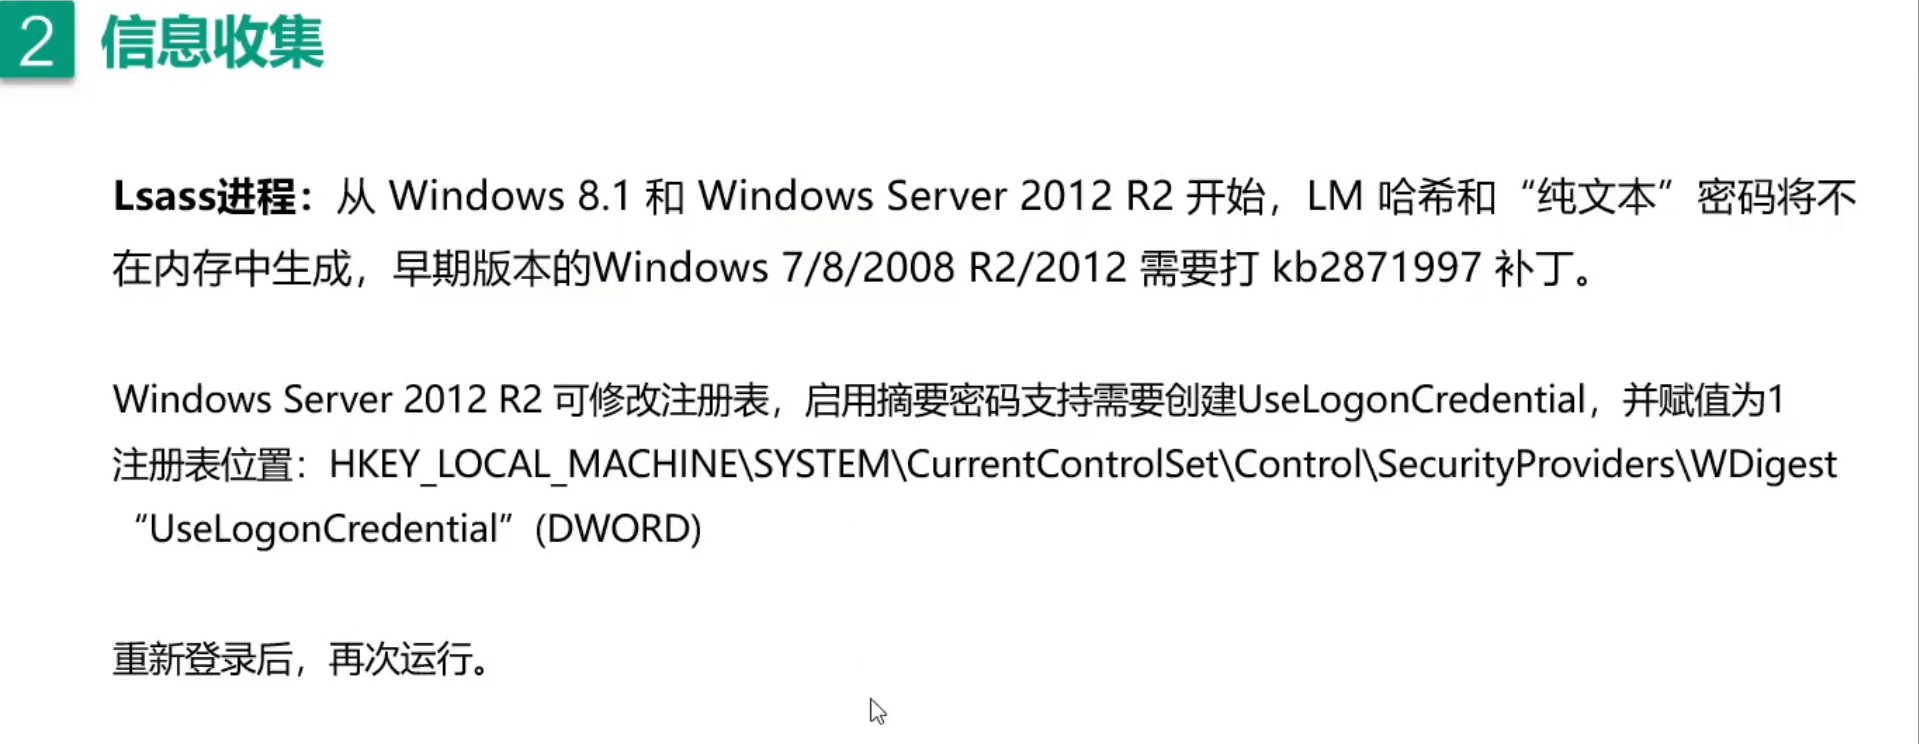 2 信息收集
Lsass进程：从 Windows 8.1 和 Windows Server 2012 R2 开始，LM 哈希和“纯文本”密码将不
在内存中生成，早期版本的Windows 7/8/2008 R2/2012 需要打 kb2871997 补丁。
Windows Server 2012 R2 可修改注册表，启用摘要密码支持需要创建UseLogonCredential，并赋值为1
注册表位置：HKEY_LOCAL_MACHINE\SYSTEM\CurrentControlSet\Control\SecurityProviders\WDigest
“UseLogonCredential”(DWORD)
重新登录后，再次运行。